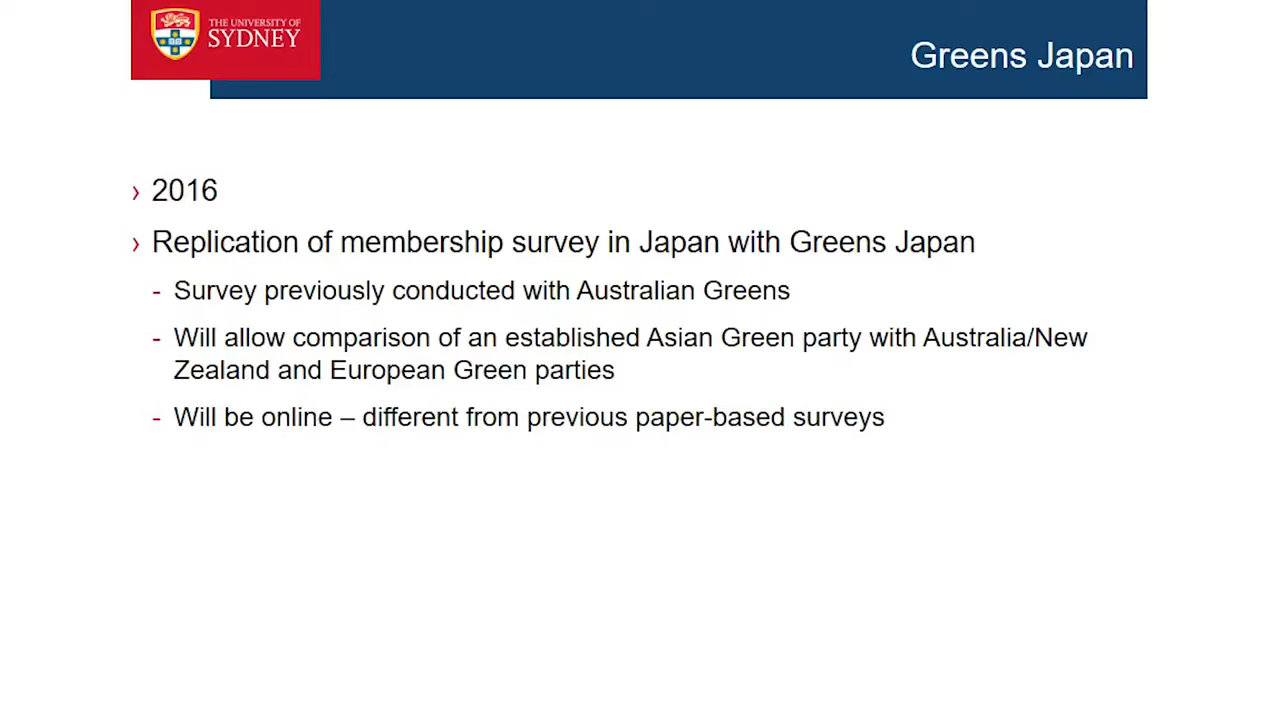 THE UNIVERSITY OF
SYDNEY
Greens Japan
› 2016
› Replication of membership survey in Japan with Greens Japan
- Survey previously conducted with Australian Greens
- Will allow comparison of an established Asian Green party with Australia/New
Zealand and European Green parties
- Will be online – different from previous paper-based surveys